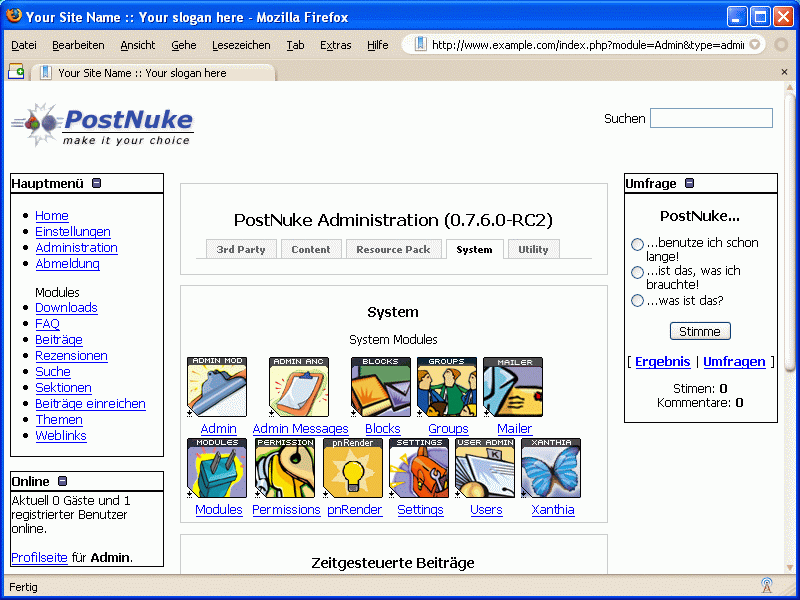 Your Site Name :: Your slogan here - Mozilla Firefox
Datei Bearbeiten Ansicht Gehe Lesezeichen Tab Extras Hilfe http://www.example.com/index.php?module=Admin&type=admin
Your Site Name :: Your slogan here
PostNuke
make it your choice
Suchen
Hauptmenü
Home
Einstellungen
Administration
Abmeldung
Modules
Downloads
FAQ
Beiträge
Rezensionen
Suche
Sektionen
Beiträge einreichen
Themen
Weblinks
Online
Aktuell 0 Gäste und 1
registrierter Benutzer
online.
Profilseite für Admin.
PostNuke Administration (0.7.6.0-RC2)
3rd Party Content Resource Pack System Utility
System
System Modules
ADMIN MOD ADMIN ANC BLOCKS GROUPS MAILER
Admin Admin Messages Blocks Groups Mailer
MODULES PERMISSION pnRender SETTINGS USER ADMIN XANTHIA
Modules Permissions pnRender Settings Users Xanthia
Zeitgesteuerte Beiträge
Umfrage
PostNuke...
...benutze ich schon
lange!
...ist das, was ich
brauchte!
...was ist das?
Stimme
[ Ergebnis | Umfragen ]
Stimen: 0
Kommentare: 0
Fertig